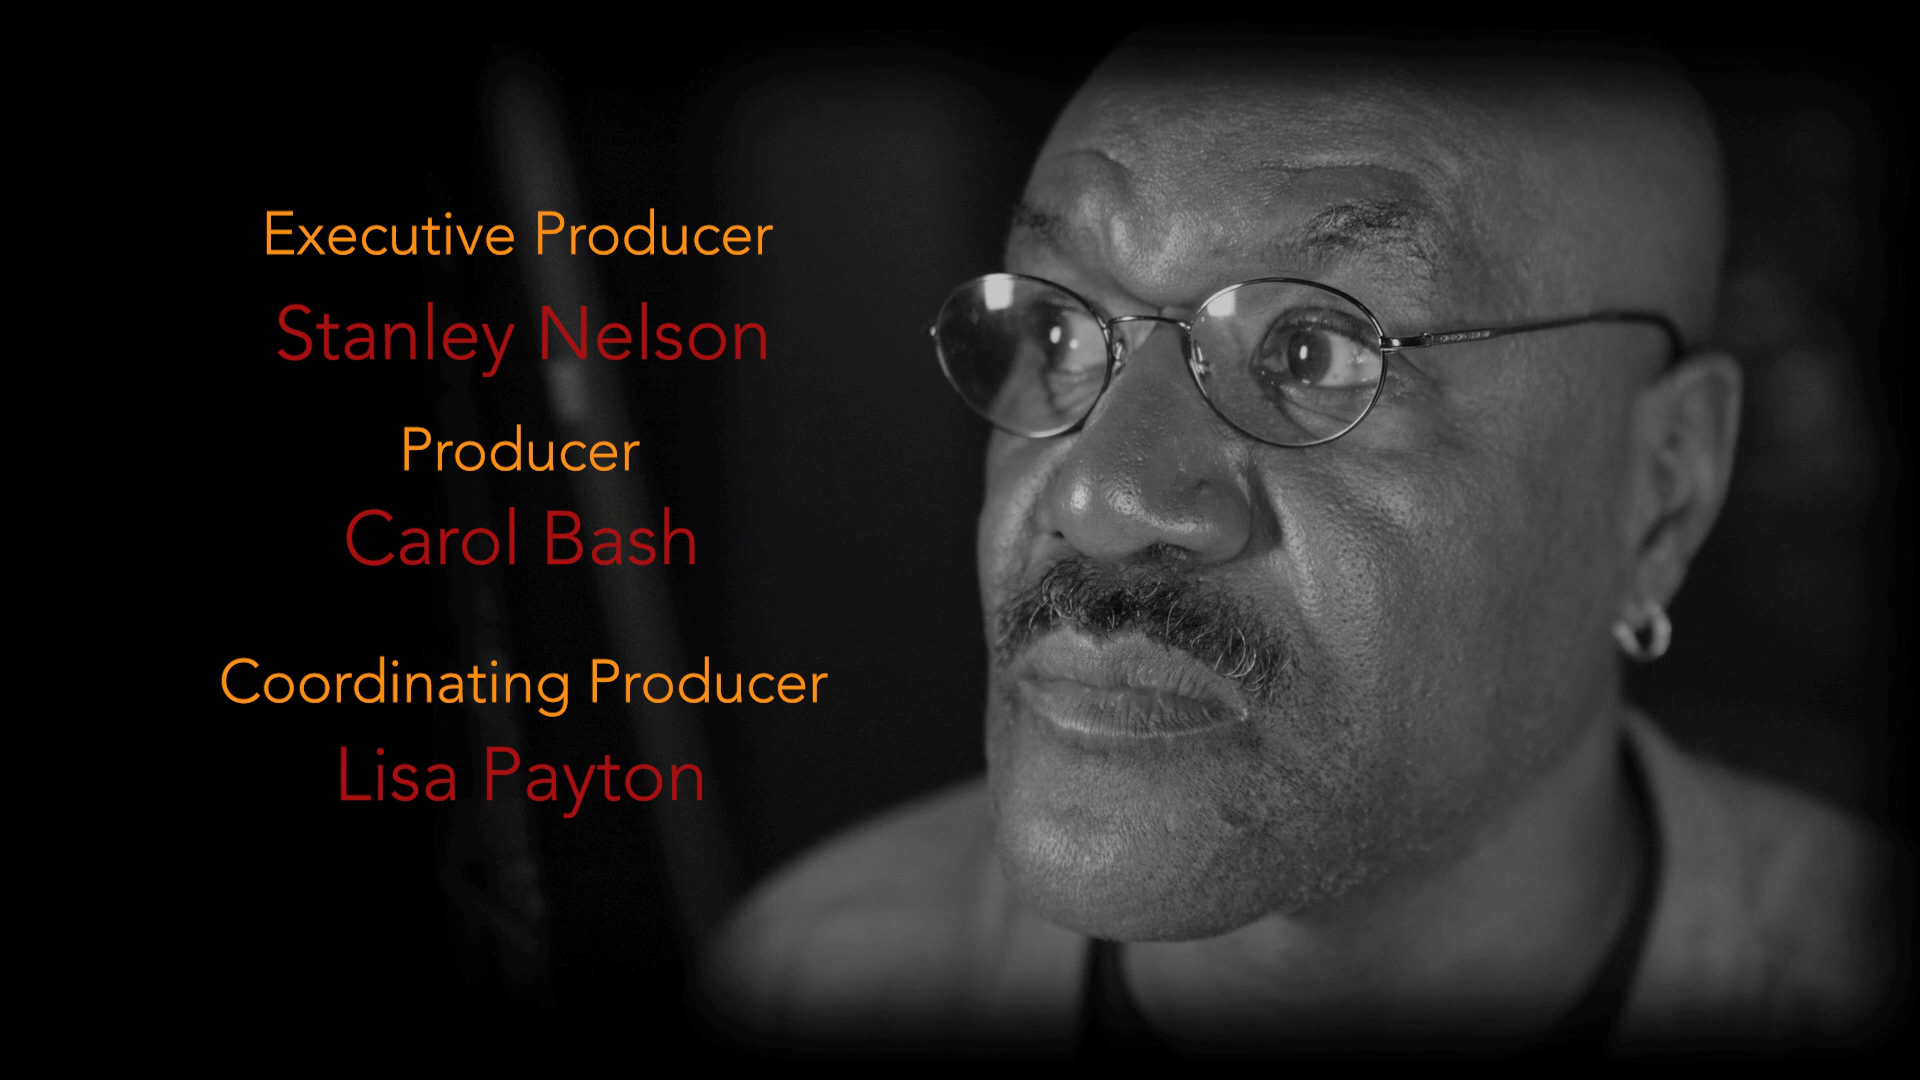 Executive Producer
Stanley Nelson
Producer
Carol Bash
Coordinating Producer
Lisa Payton